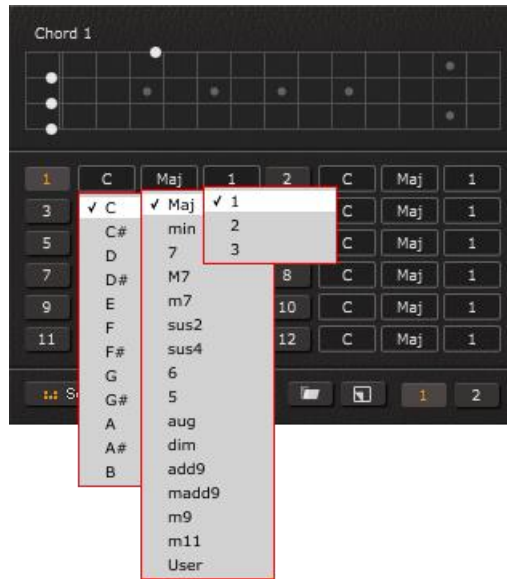 Chord 1
1 C Maj 1 2 C Maj 1
3 ✓ C ✓ Maj ✓ 1 C Maj 1
C# min 2
5 D 7 3 C Maj 1
7 D# M7 8 C Maj 1
9 E m7 10 C Maj 1
F sus2
11 F# sus4 12 C Maj 1
G 6
G# 5 1 2
A aug
A# dim
B add9
madd9
m9
m11
User